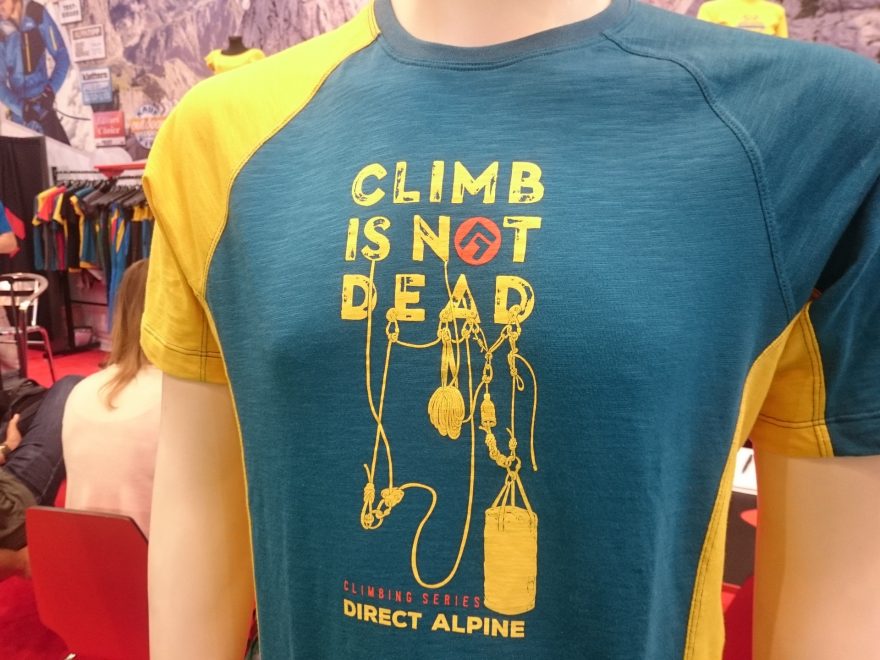 CLIMB
IS NOT
DEAD
CLIMBING SERIES
DIRECT ALPINE